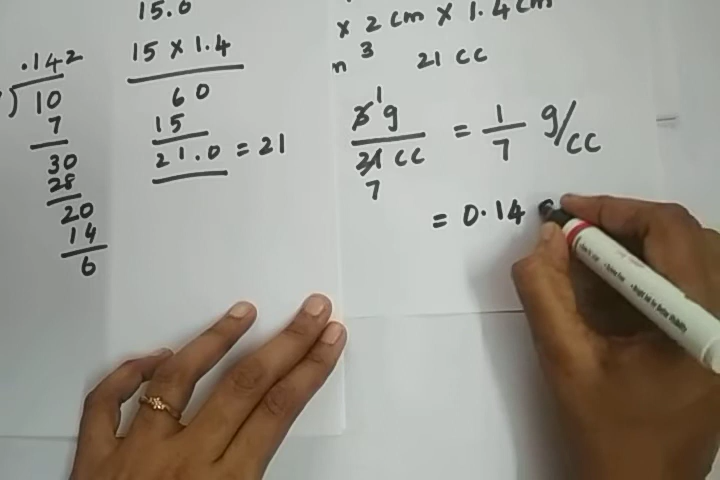 .142
10
7
30
28
20
14
6
15.0
15 x 1.4
60
15
21.0 = 21
x 2 cm x 1.4 cm
3 21 cc
3 1 g
21 cc
7
= 1/7 g/cc
= 0.14